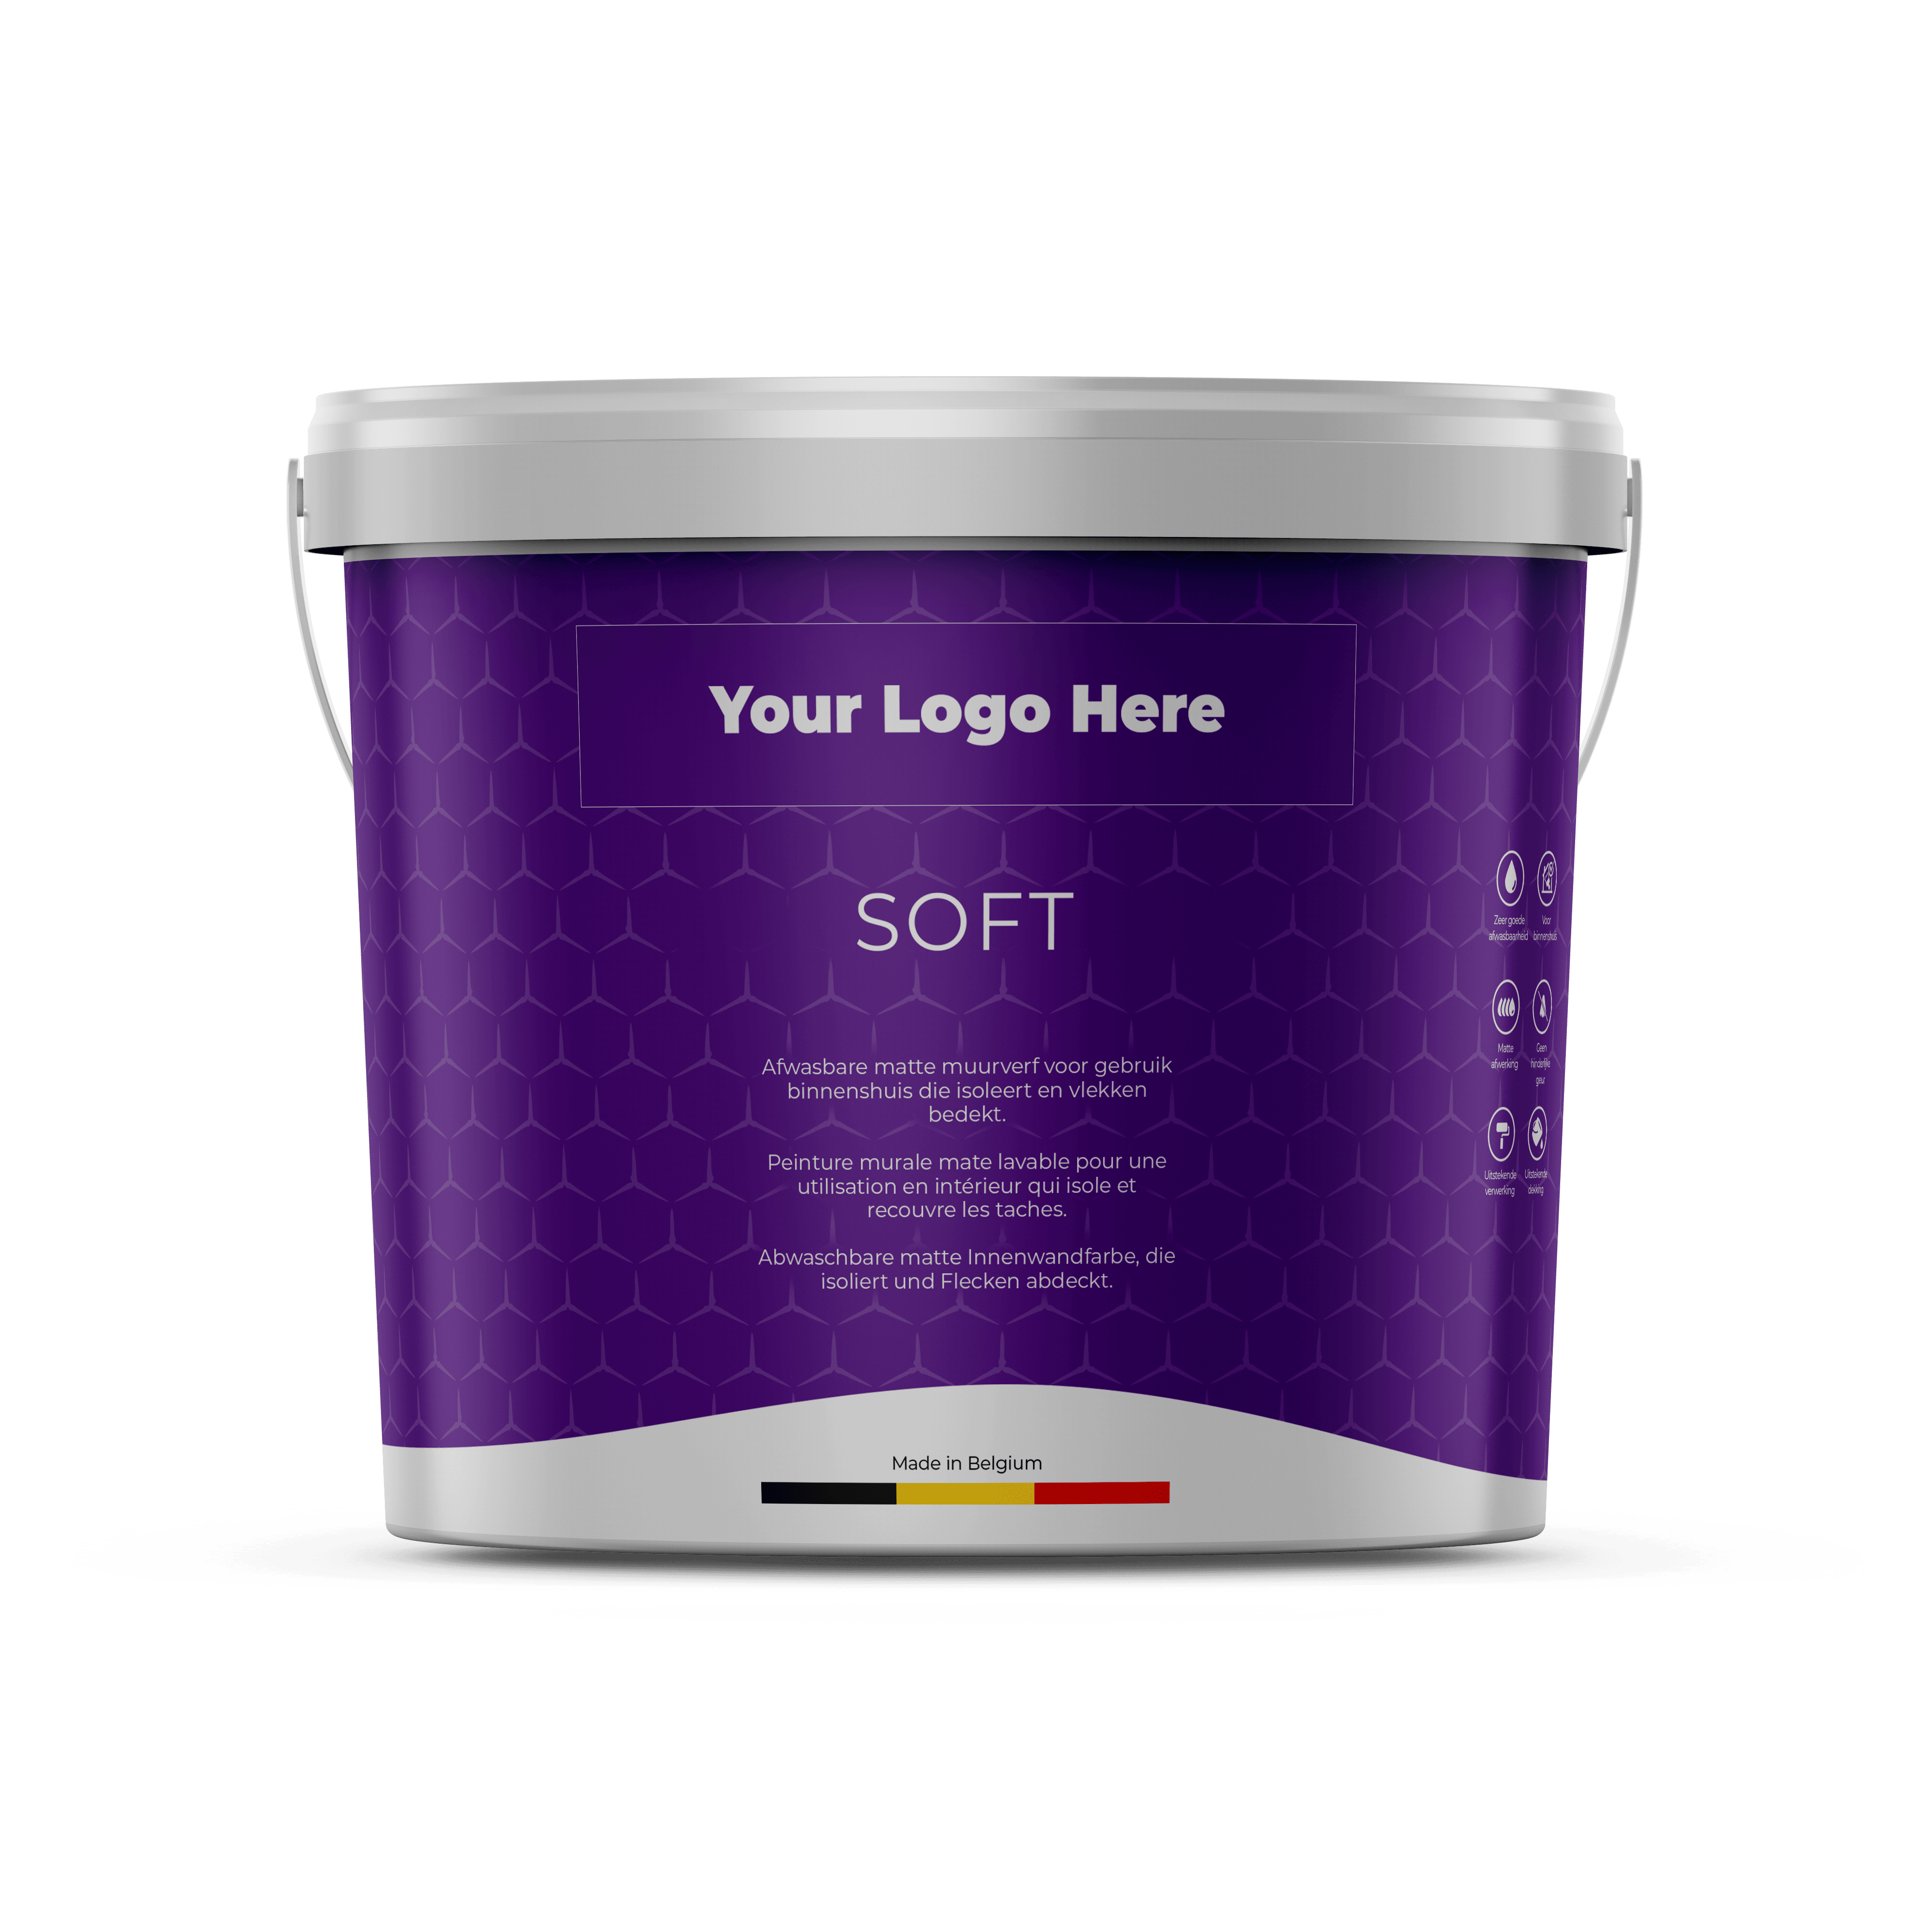 Your Logo Here
SOFT
Afwasbare matte muurverf voor gebruik
binnenshuis die isoleert en vlekken
bedekt.
Peinture murale mate lavable pour une
utilisation en intérieur qui isole et
recouvre les taches.
Abwaschbare matte Innenwandfarbe, die
isoliert und Flecken abdeckt.
Zeer goede
afwasbaarheid
Voor
binnenshuis
Matte
afwerking
Geen
hinderlijke
geur
Uitstekende
verwerking
Uitstekende
dekking
Made in Belgium